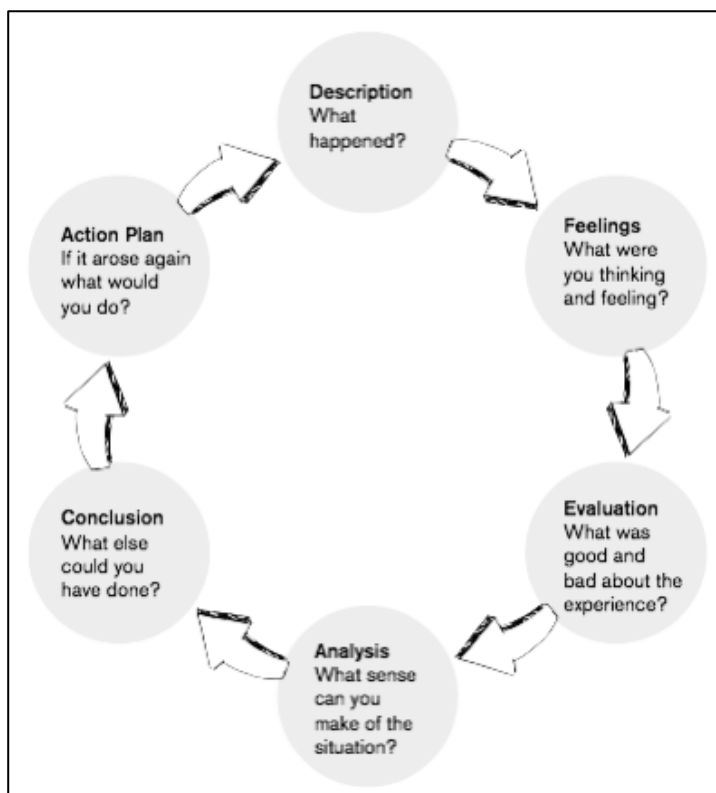 Description
What
happened?
Feelings
What were
you thinking
and feeling?
Evaluation
What was
good and
bad about the
experience?
Analysis
What sense
can you
make of the
situation?
Conclusion
What else
could you
have done?
Action Plan
If it arose again
what would
you do?